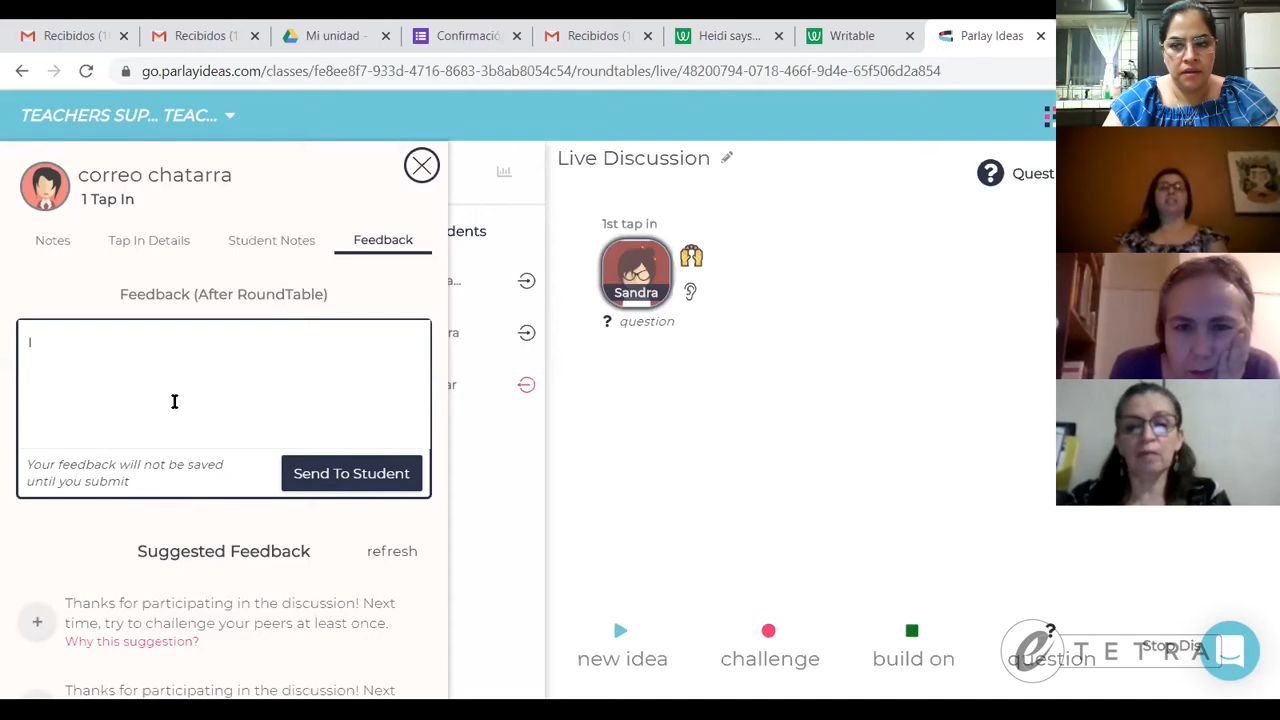 Recibidos (1
Recibidos (1
Mi unidad -
Confirmació
Recibidos (1
Heidi says...
Writable
Parlay Ideas
go.parlayideas.com/classes/fe8ee8f7-933d-4716-8683-3b8ab8054c54/roundtables/live/48200794-0718-466f-9d4e-65f506d2a854
TEACHERS SUP... TEAC...
correo chatarra
1 Tap In
Notes
Tap In Details
Student Notes
Feedback
Feedback (After RoundTable)
Your feedback will not be saved
until you submit
Send To Student
Suggested Feedback
refresh
Thanks for participating in the discussion! Next
time, try to challenge your peers at least once.
Why this suggestion?
Thanks for participating in the discussion! Next
dents
a...
ra
ar
Live Discussion
? Quest
1st tap in
Sandra
? question
new idea
challenge
build on
? question
Stop Dis
e TETRA